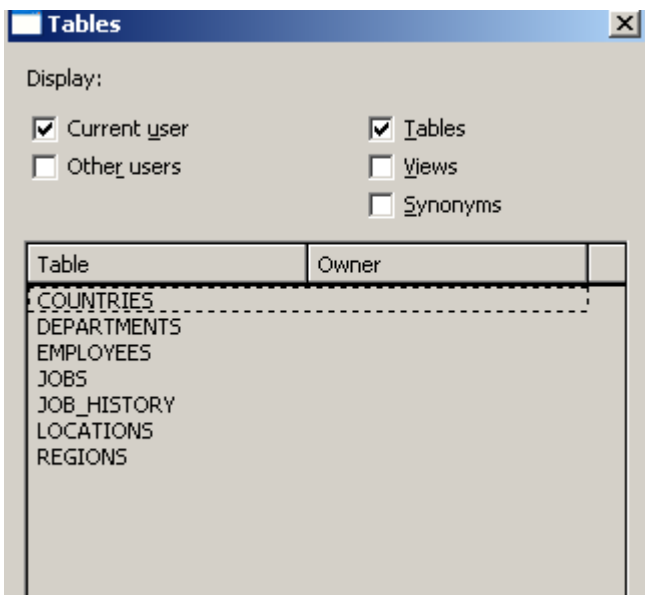 Tables
Display:
Current user Tables
Other users Views
Synonyms
Table Owner
COUNTRIES
DEPARTMENTS
EMPLOYEES
JOBS
JOB_HISTORY
LOCATIONS
REGIONS